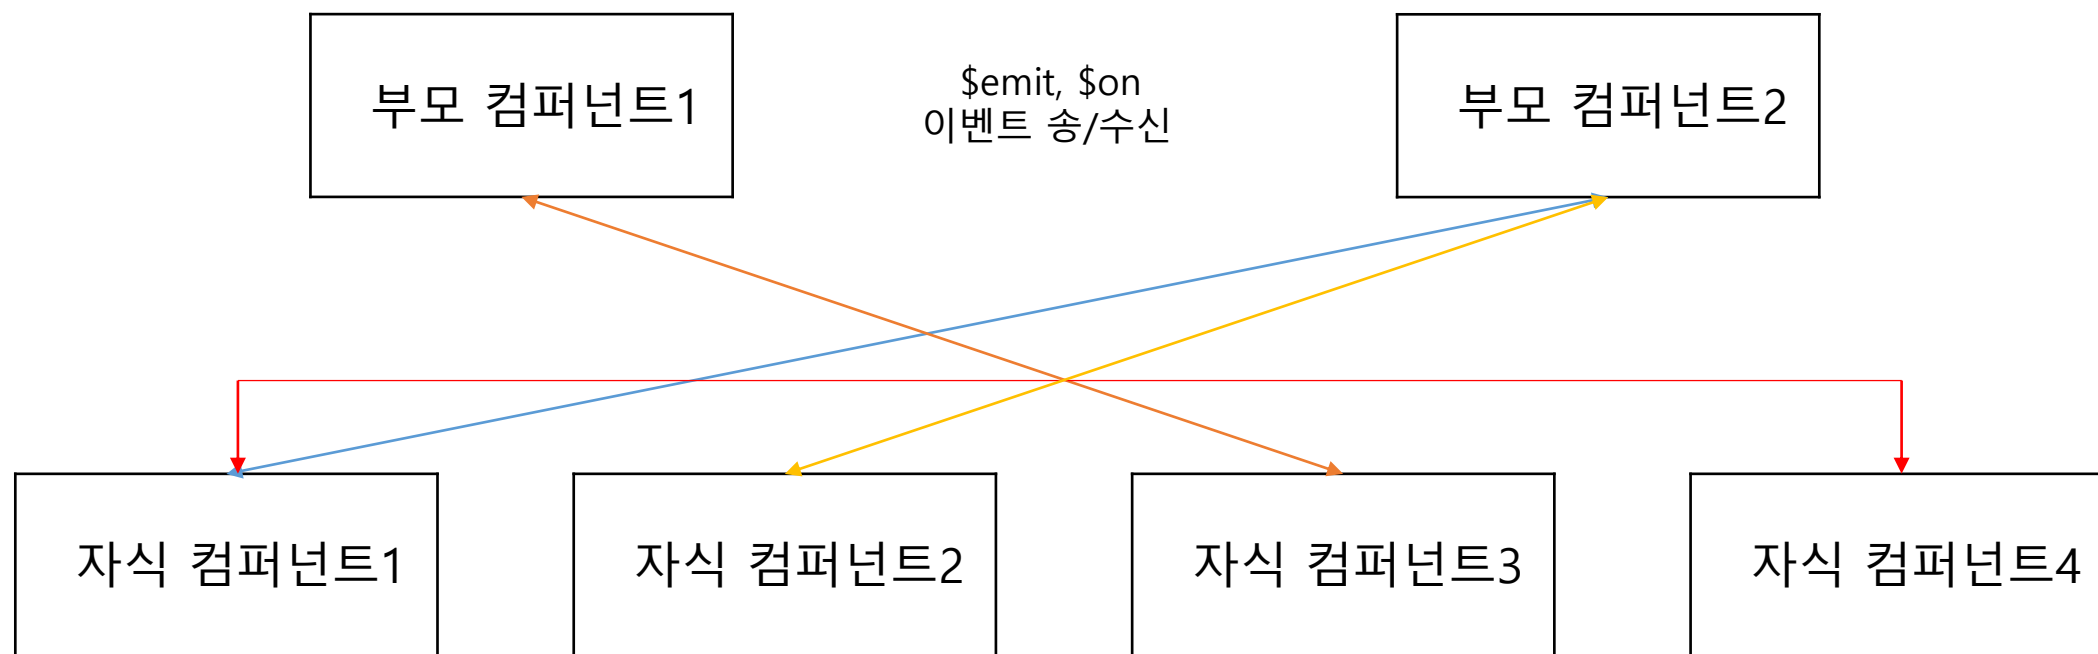 부모 컴퍼넌트1
$emit, $on
이벤트 송/수신
부모 컴퍼넌트2
자식 컴퍼넌트1
자식 컴퍼넌트2
자식 컴퍼넌트3
자식 컴퍼넌트4